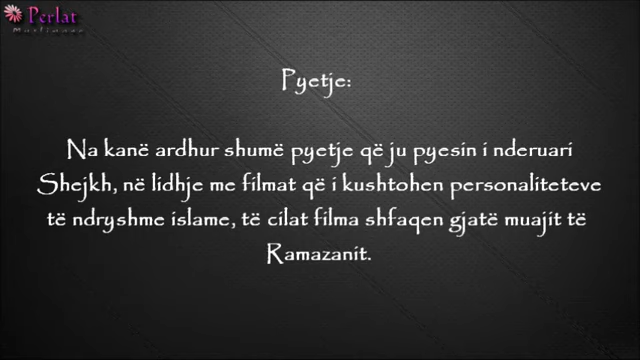 Perlat
Muslimane
Pyetje:
Na kanë ardhur shumë pyetje që ju pyesin i nderuari
Shejkh, në lidhje me filmat që i kushtohen personaliteteve
të ndryshme islame, të cilat filma shfaqen gjatë muajit të
Ramazanit.